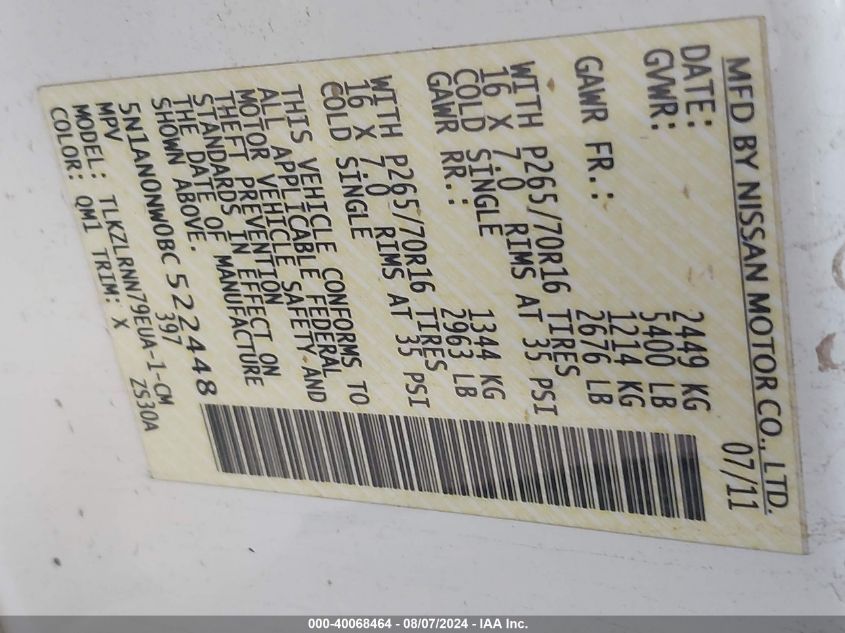 MFD BY NISSAN MOTOR CO., LTD.
DATE: 07/11
GVWR: 2449 KG
5400 LB
GAWR FR.: 1214 KG
2676 LB
WITH P265/70R16 TIRES
16 X 7.0 RIMS AT 35 PSI
COLD SINGLE
GAWR RR.: 1344 KG
2963 LB
WITH P265/70R16 TIRES
16 X 7.0 RIMS AT 35 PSI
COLD SINGLE
THIS VEHICLE CONFORMS TO
ALL APPLICABLE FEDERAL
MOTOR VEHICLE SAFETY AND
THEFT PREVENTION
STANDARDS IN EFFECT ON
THE DATE OF MANUFACTURE
SHOWN ABOVE.
5N1AN0NW0BC522448
MPV 397
MODEL: TLKZLRNN79EUA-1-CM
COLOR: QM1 TRIM: X ZS30A
000-40068464 - 08/07/2024 - IAA Inc.